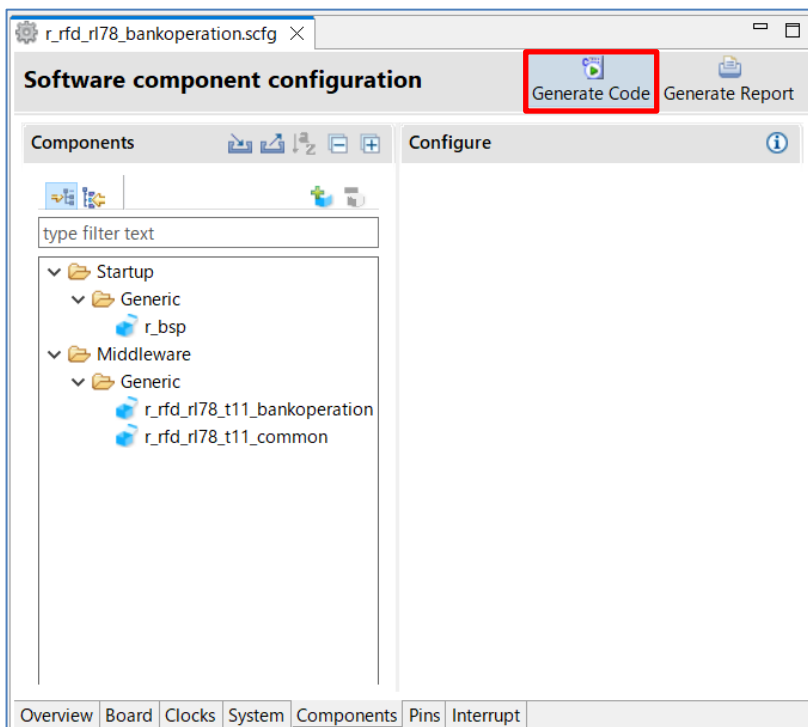 r_rfd_rl78_bankoperation.scfg
Software component configuration
Generate Code
Generate Report
Components
Configure
type filter text
Startup
Generic
r_bsp
Middleware
Generic
r_rfd_rl78_t11_bankoperation
r_rfd_rl78_t11_common
Overview Board Clocks System Components Pins Interrupt